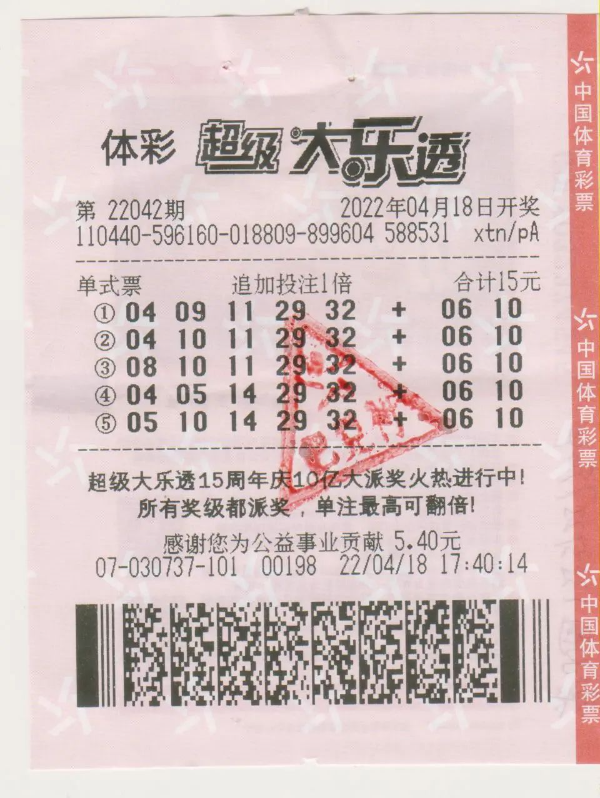 体彩 超级大乐透
第 22042期 2022年04月18日开奖
110440-596160-018809-899604 588531 xtn/pA
单式票 追加投注1倍 合计15元
① 04 09 11 29 32 + 06 10
② 04 10 11 29 32 + 06 10
③ 08 10 11 29 32 + 06 10
④ 04 05 14 29 32 + 06 10
⑤ 05 10 14 29 32 + 06 10
已兑
超级大乐透15周年庆10亿大派奖火热进行中!
所有奖级都派奖,单注最高可翻倍!
感谢您为公益事业贡献 5.40元
07-030737-101 00198 22/04/18 17:40:14
中国体育彩票
中国体育彩票
中国体育彩票